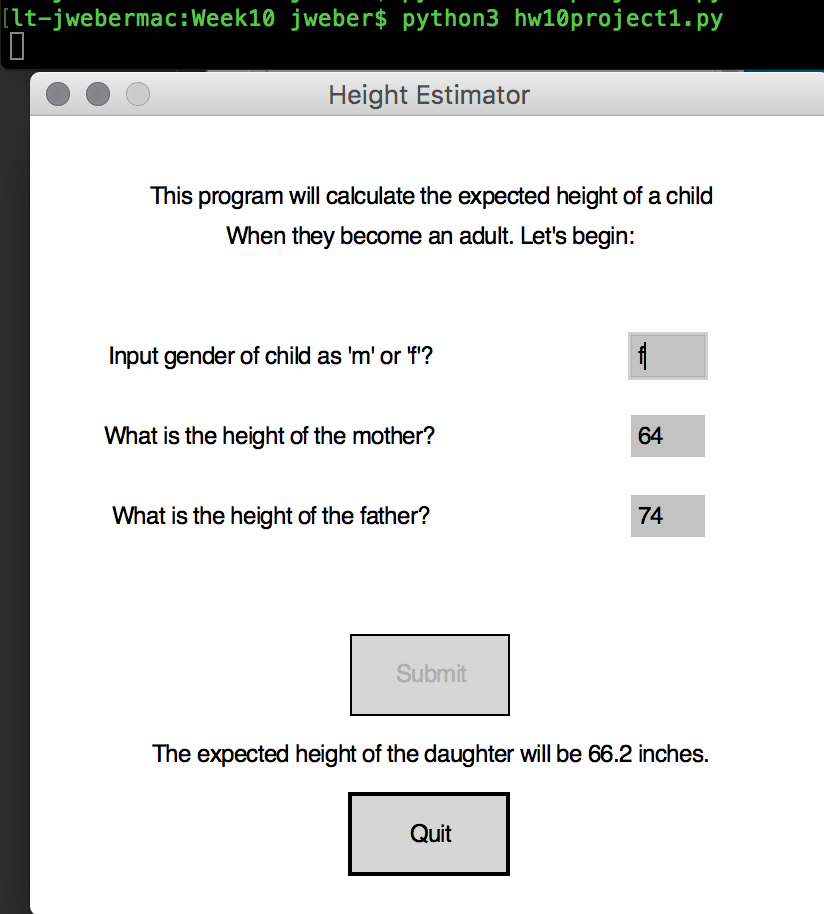 [lt-jwebermac:Week10 jweber$ python3 hw10project1.py
Height Estimator
This program will calculate the expected height of a child
When they become an adult. Let's begin:
Input gender of child as 'm' or 'f'? f
What is the height of the mother? 64
What is the height of the father? 74
Submit
The expected height of the daughter will be 66.2 inches.
Quit